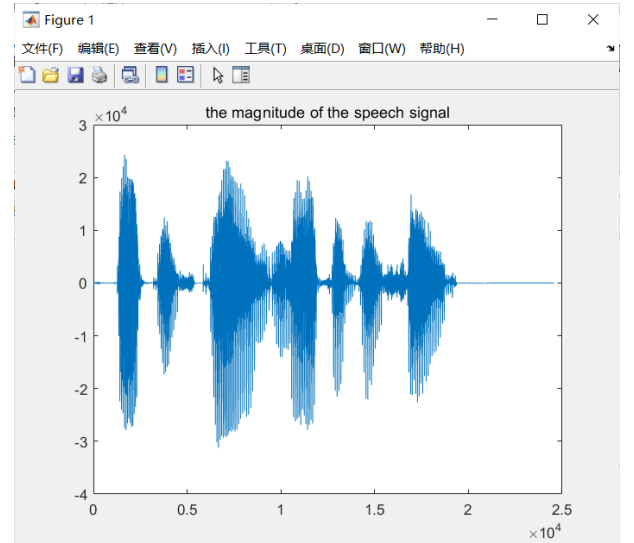 Figure 1
文件(F) 编辑(E) 查看(V) 插入(I) 工具(T) 桌面(D) 窗口(W) 帮助(H)
the magnitude of the speech signal
×10^4
3
2
1
0
-1
-2
-3
-4
0 0.5 1 1.5 2 2.5
×10^4